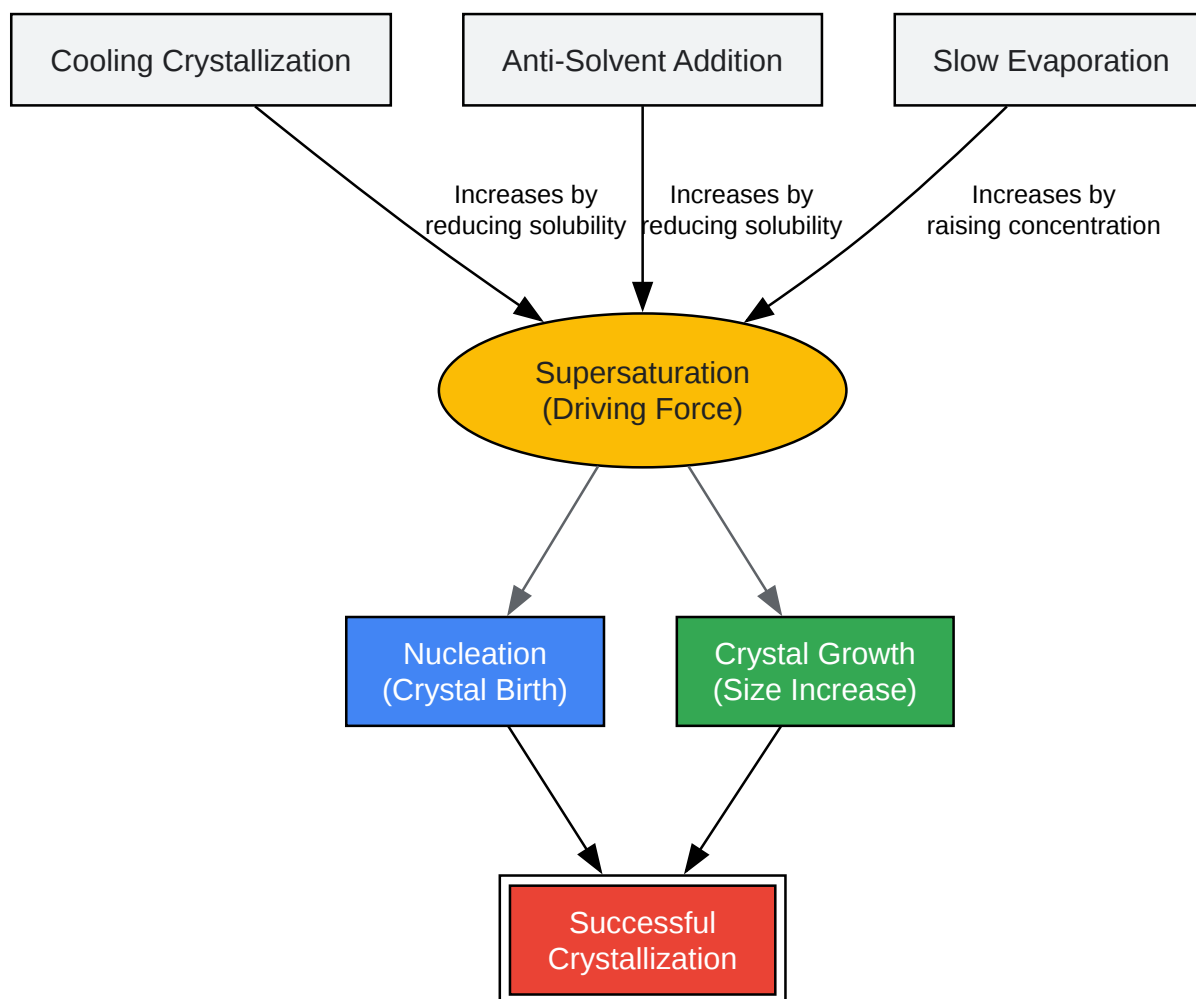 Cooling Crystallization
Anti-Solvent Addition
Slow Evaporation
Increases by
reducing solubility
Increases by
reducing solubility
Increases by
raising concentration
Supersaturation
(Driving Force)
Nucleation
(Crystal Birth)
Crystal Growth
(Size Increase)
Successful
Crystallization